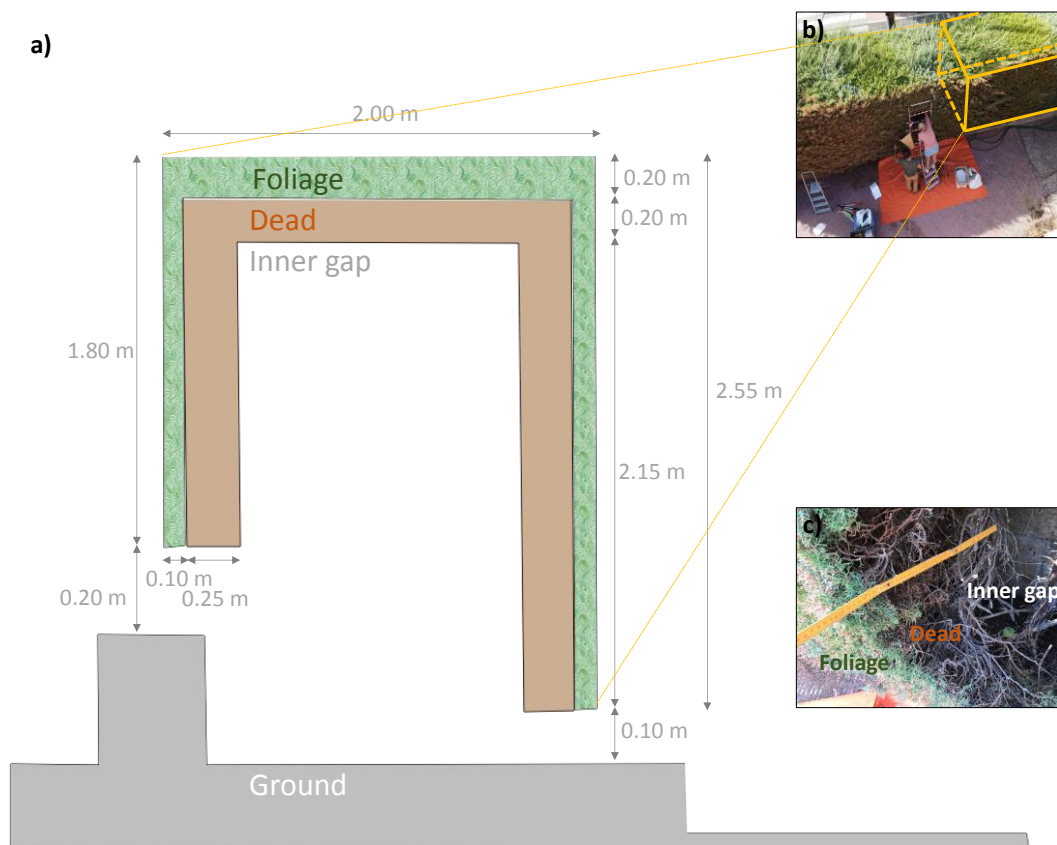 a)
b)
2.00 m
Foliage
0.20 m
Dead
0.20 m
Inner gap
1.80 m
2.55 m
2.15 m
0.10 m
0.20 m
0.25 m
c)
Inner gap
Dead
Foliage
0.10 m
Ground